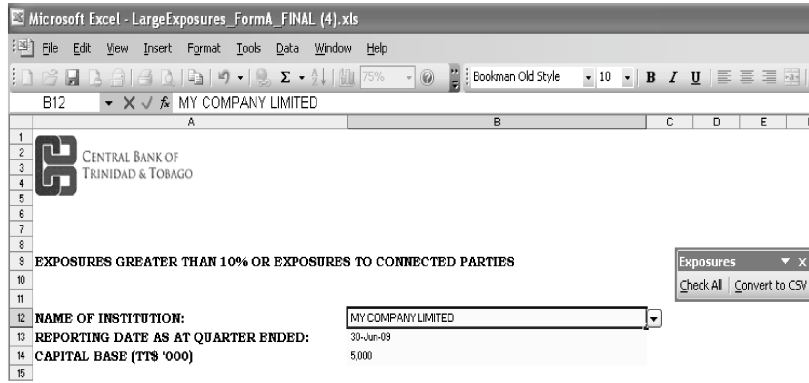 Microsoft Excel - LargeExposures_FormA_FINAL (4).xls
File Edit View Insert Format Tools Data Window Help
75% Bookman Old Style 10 B I U
B12 fx MY COMPANY LIMITED
A B C D E
1
2 CENTRAL BANK OF
3 TRINIDAD & TOBAGO
4
5
6
7
8
9 EXPOSURES GREATER THAN 10% OR EXPOSURES TO CONNECTED PARTIES Exposures
10 Check All Convert to CSV
11
12 NAME OF INSTITUTION: MY COMPANY LIMITED
13 REPORTING DATE AS AT QUARTER ENDED: 30-Jun-09
14 CAPITAL BASE (TT$ '000) 5,000
15